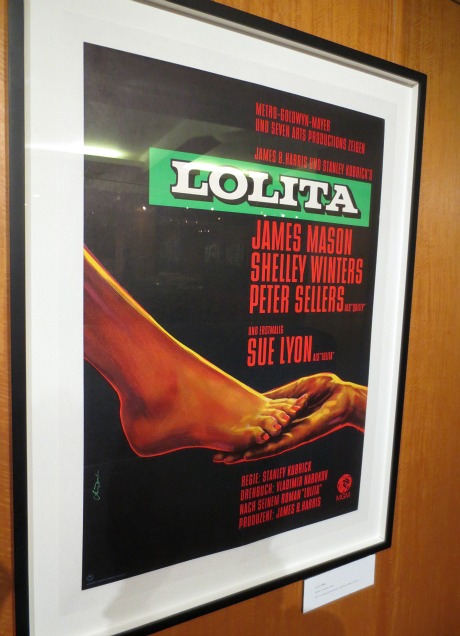 METRO-GOLDWYN-MAYER
UND SEVEN ARTS PRODUCTIONS ZEIGEN
JAMES B. HARRIS UND STANLEY KUBRICK'S
LOLITA
JAMES MASON
SHELLEY WINTERS
PETER SELLERS ALS "QUILTY"
UND ERSTMALIG
SUE LYON ALS "LOLITA"
REGIE: STANLEY KUBRICK
DREHBUCH: VLADIMIR NABOKOV
NACH SEINEM ROMAN "LOLITA"
PRODUZENT: JAMES B. HARRIS
MGM